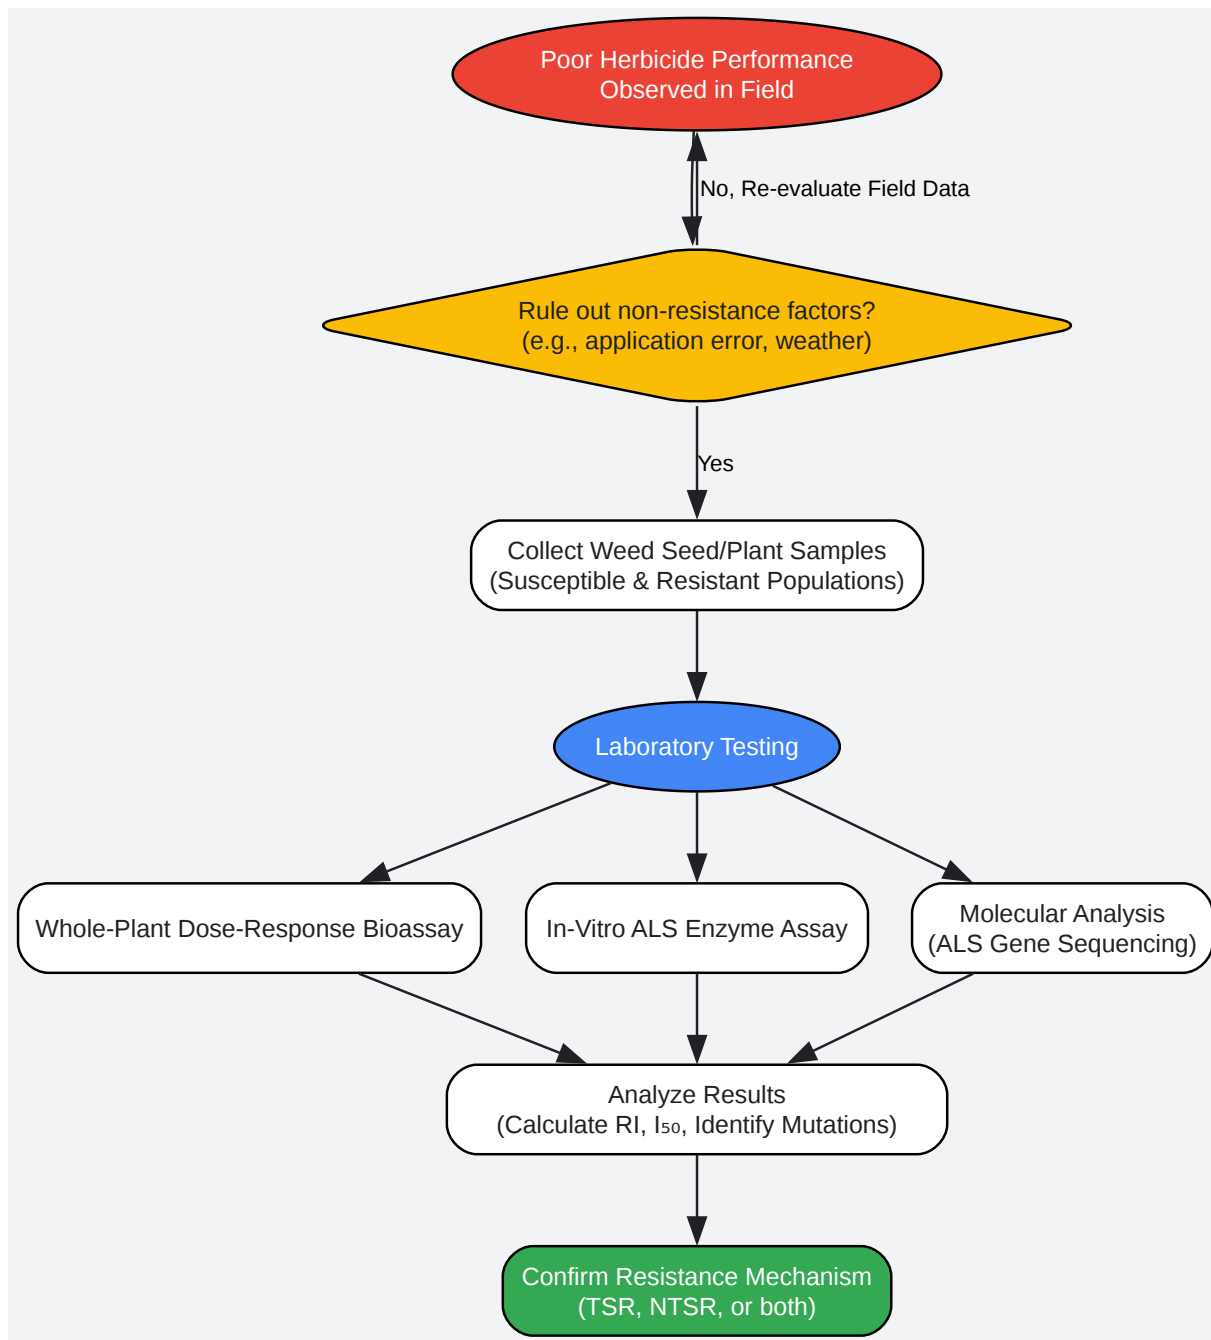 Poor Herbicide Performance
Observed in Field
No, Re-evaluate Field Data
Rule out non-resistance factors?
(e.g., application error, weather)
Yes
Collect Weed Seed/Plant Samples
(Susceptible & Resistant Populations)
Laboratory Testing
Whole-Plant Dose-Response Bioassay
In-Vitro ALS Enzyme Assay
Molecular Analysis
(ALS Gene Sequencing)
Analyze Results
(Calculate RI, I₅₀, Identify Mutations)
Confirm Resistance Mechanism
(TSR, NTSR, or both)